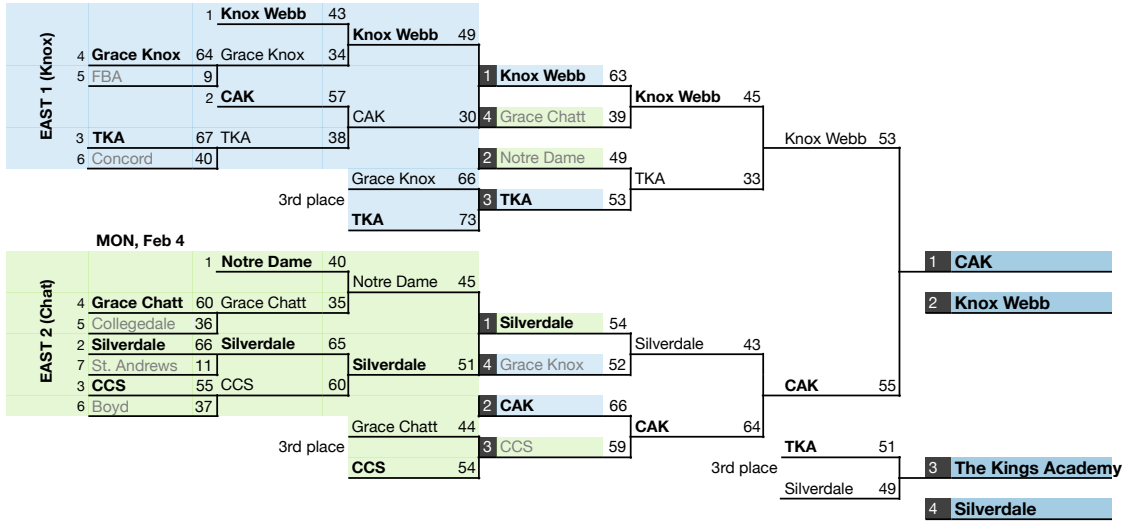 1 Knox Webb 43
Knox Webb 49
4 Grace Knox 64 Grace Knox 34
5 FBA 9
1 Knox Webb 63
2 CAK 57
Knox Webb 45
CAK 30
4 Grace Chatt 39
3 TKA 67 TKA 38
Knox Webb 53
6 Concord 40
2 Notre Dame 49
EAST 1 (Knox)
Grace Knox 66
TKA 33
3rd place
3 TKA 53
TKA 73
MON, Feb 4
1 Notre Dame 40
1 CAK
Notre Dame 45
4 Grace Chatt 60 Grace Chatt 35
2 Knox Webb
5 Collegedale 36
1 Silverdale 54
2 Silverdale 66 Silverdale 65
Silverdale 43
7 St. Andrews 11
Silverdale 51
4 Grace Knox 52
3 CCS 55 CCS 60
CAK 55
6 Boyd 37
2 CAK 66
EAST 2 (Chat)
Grace Chatt 44
CAK 64
3rd place
3 CCS 59
TKA 51
CCS 54
3rd place
3 The Kings Academy
Silverdale 49
4 Silverdale